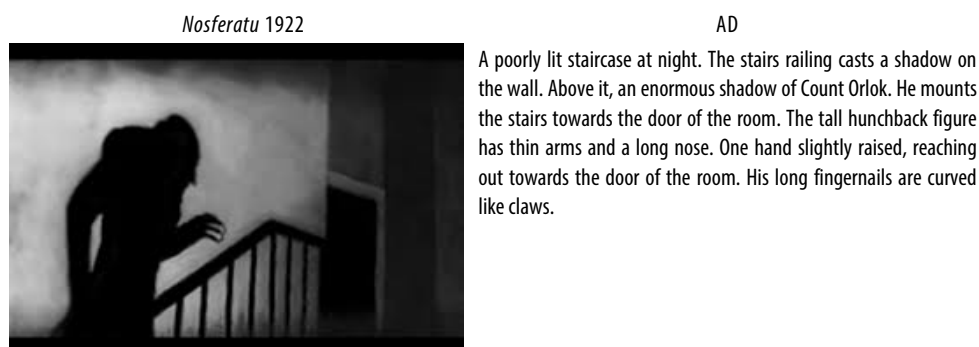 Nosferatu 1922
AD
A poorly lit staircase at night. The stairs railing casts a shadow on
the wall. Above it, an enormous shadow of Count Orlok. He mounts
the stairs towards the door of the room. The tall hunchback figure
has thin arms and a long nose. One hand slightly raised, reaching
out towards the door of the room. His long fingernails are curved
like claws.